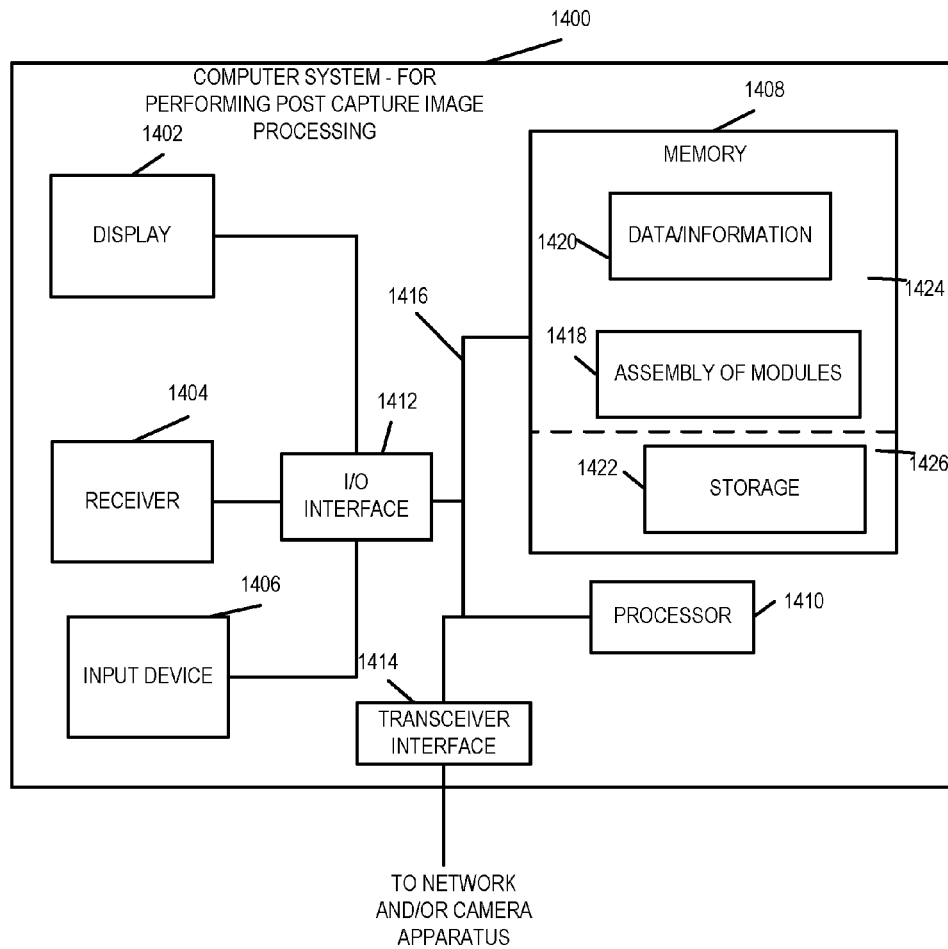 1400
COMPUTER SYSTEM - FOR
PERFORMING POST CAPTURE IMAGE
PROCESSING
1402
DISPLAY
1404
RECEIVER
1406
INPUT DEVICE
1412
I/O
INTERFACE
1416
1414
TRANSCEIVER
INTERFACE
1408
MEMORY
1420
DATA/INFORMATION
1424
1418
ASSEMBLY OF MODULES
1422
STORAGE
1426
PROCESSOR
1410
TO NETWORK
AND/OR CAMERA
APPARATUS